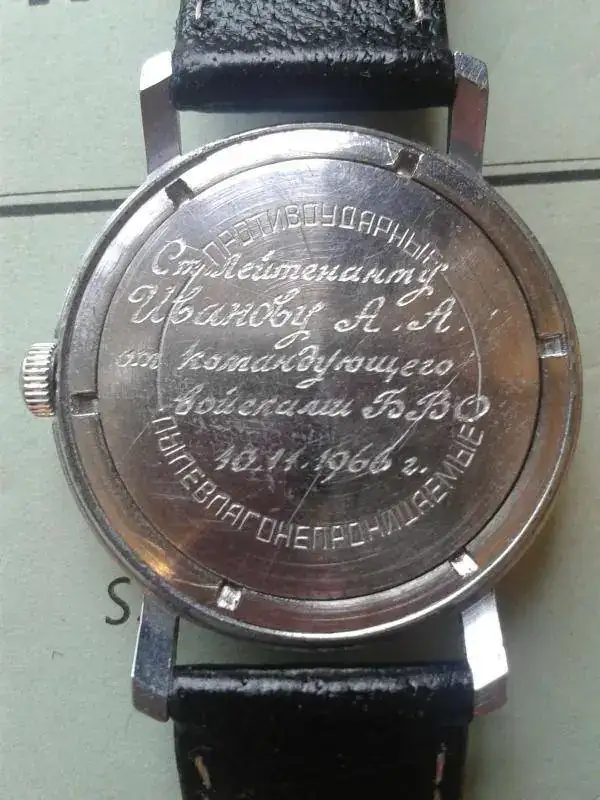 ПРОТИВОУДАРНЫЕ
Ст. Лейтенанту
Иванову А. А.
от командующего
войсками БВО
10.11.1966 г.
ПЫЛЕВЛАГОНЕПРОНИЦАЕМЫЕ
S.